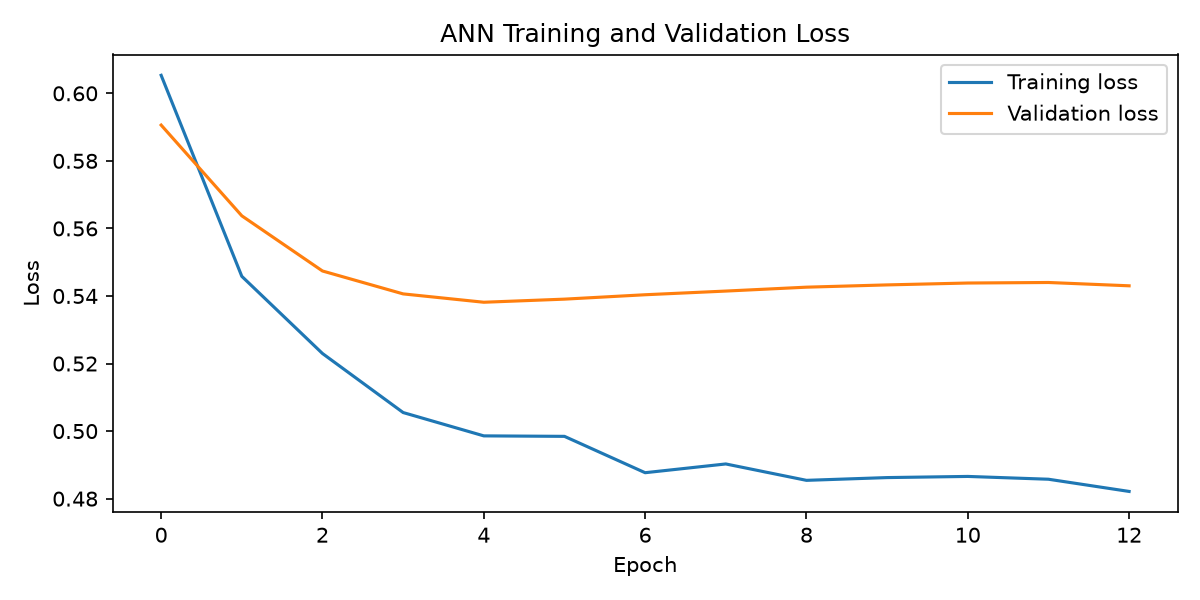 ANN Training and Validation Loss
Training loss
Validation loss
Loss
0.60
0.58
0.56
0.54
0.52
0.50
0.48
0 2 4 6 8 10 12
Epoch